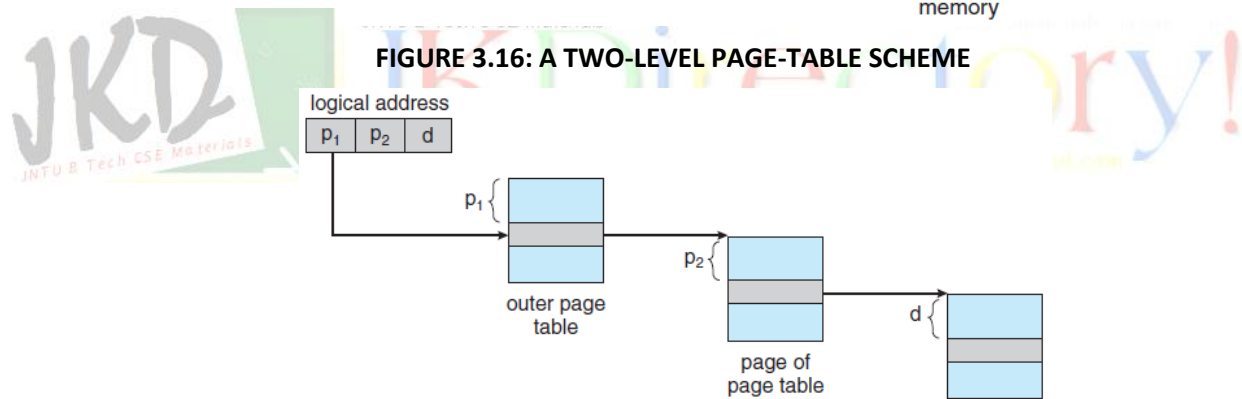 memory
FIGURE 3.16: A TWO-LEVEL PAGE-TABLE SCHEME
JKD
JNTU B Tech CSE Materials
logical address
p₁ p₂ d
p₁
outer page
table
p₂
page of
page table
d